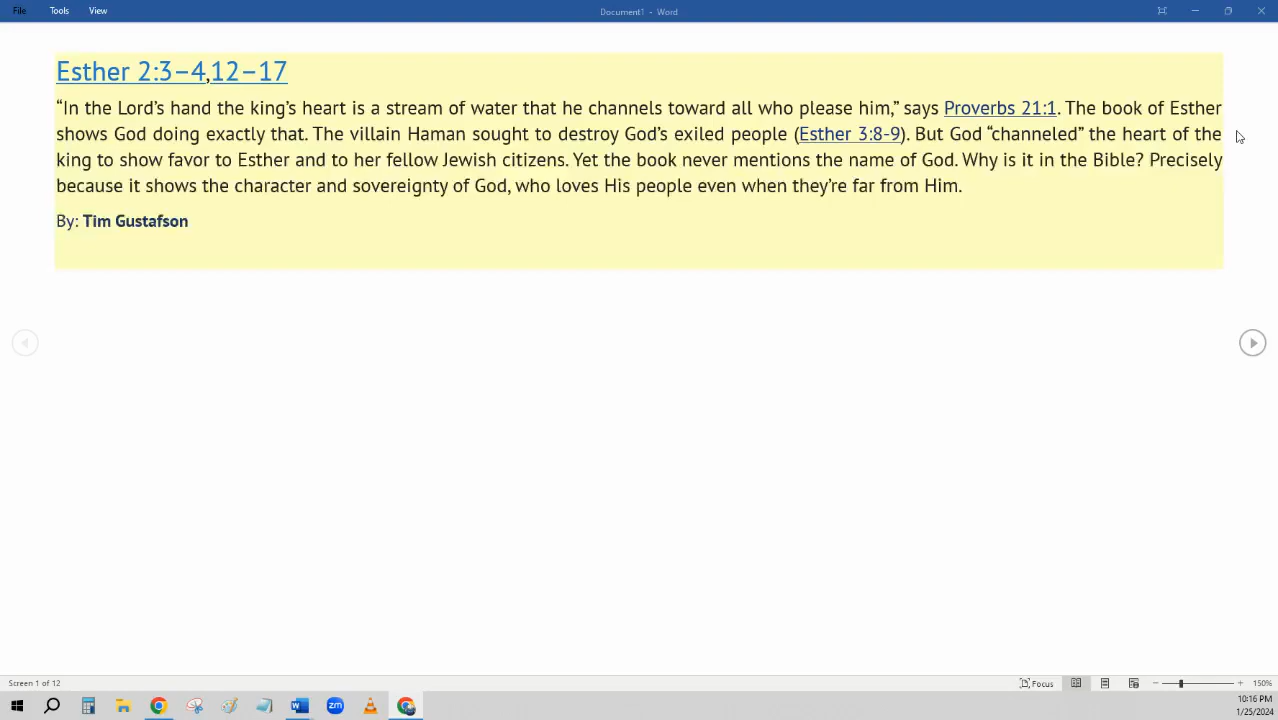 File Tools View Document1 - Word
Esther 2:3–4,12–17
“In the Lord’s hand the king’s heart is a stream of water that he channels toward all who please him,” says Proverbs 21:1. The book of Esther
shows God doing exactly that. The villain Haman sought to destroy God’s exiled people (Esther 3:8-9). But God “channeled” the heart of the
king to show favor to Esther and to her fellow Jewish citizens. Yet the book never mentions the name of God. Why is it in the Bible? Precisely
because it shows the character and sovereignty of God, who loves His people even when they’re far from Him.
By: Tim Gustafson
Screen 1 of 12 Focus 150%
10:16 PM
1/25/2024